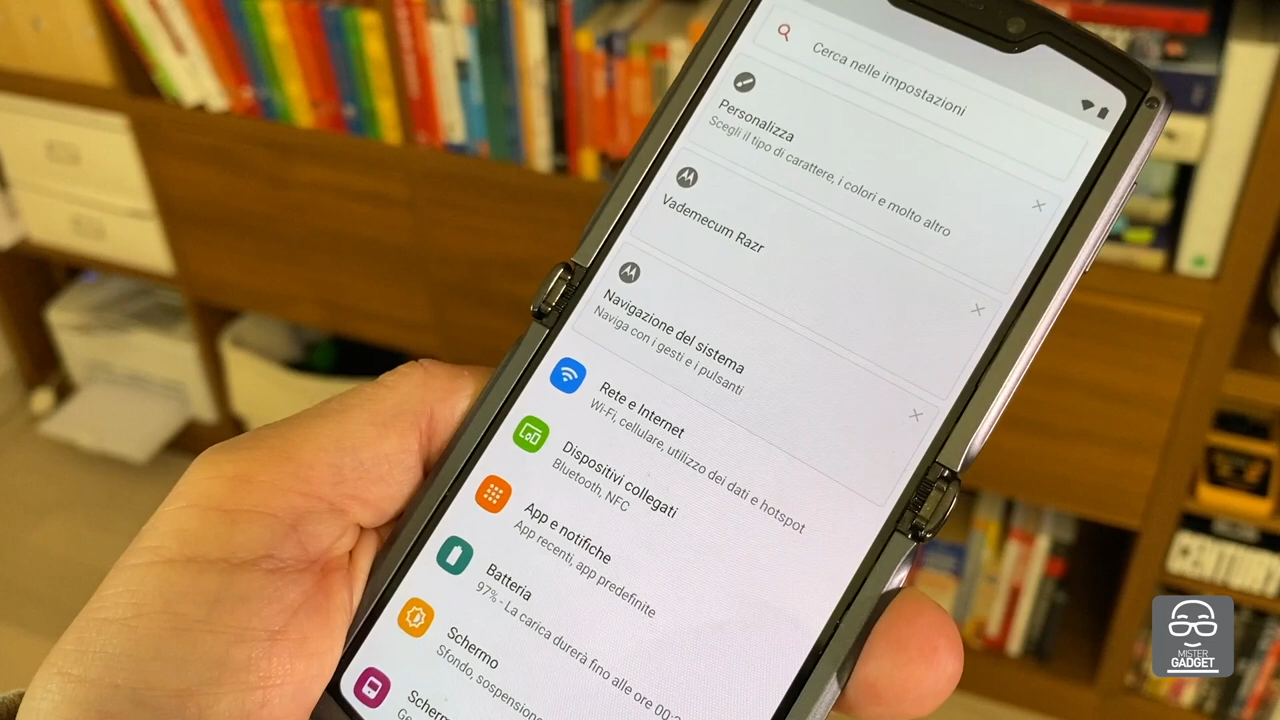 Cerca nelle impostazioni
Personalizza
Scegli il tipo di carattere, i colori e molto altro
Vademecum Razr
Navigazione del sistema
Naviga con i gesti e i pulsanti
Rete e Internet
Wi-Fi, cellulare, utilizzo dei dati e hotspot
Dispositivi collegati
Bluetooth, NFC
App e notifiche
App recenti, app predefinite
Batteria
97% - La carica durerà fino alle ore 00:
Schermo
Sfondo, sospensione
CENTURY
MISTER
GADGET